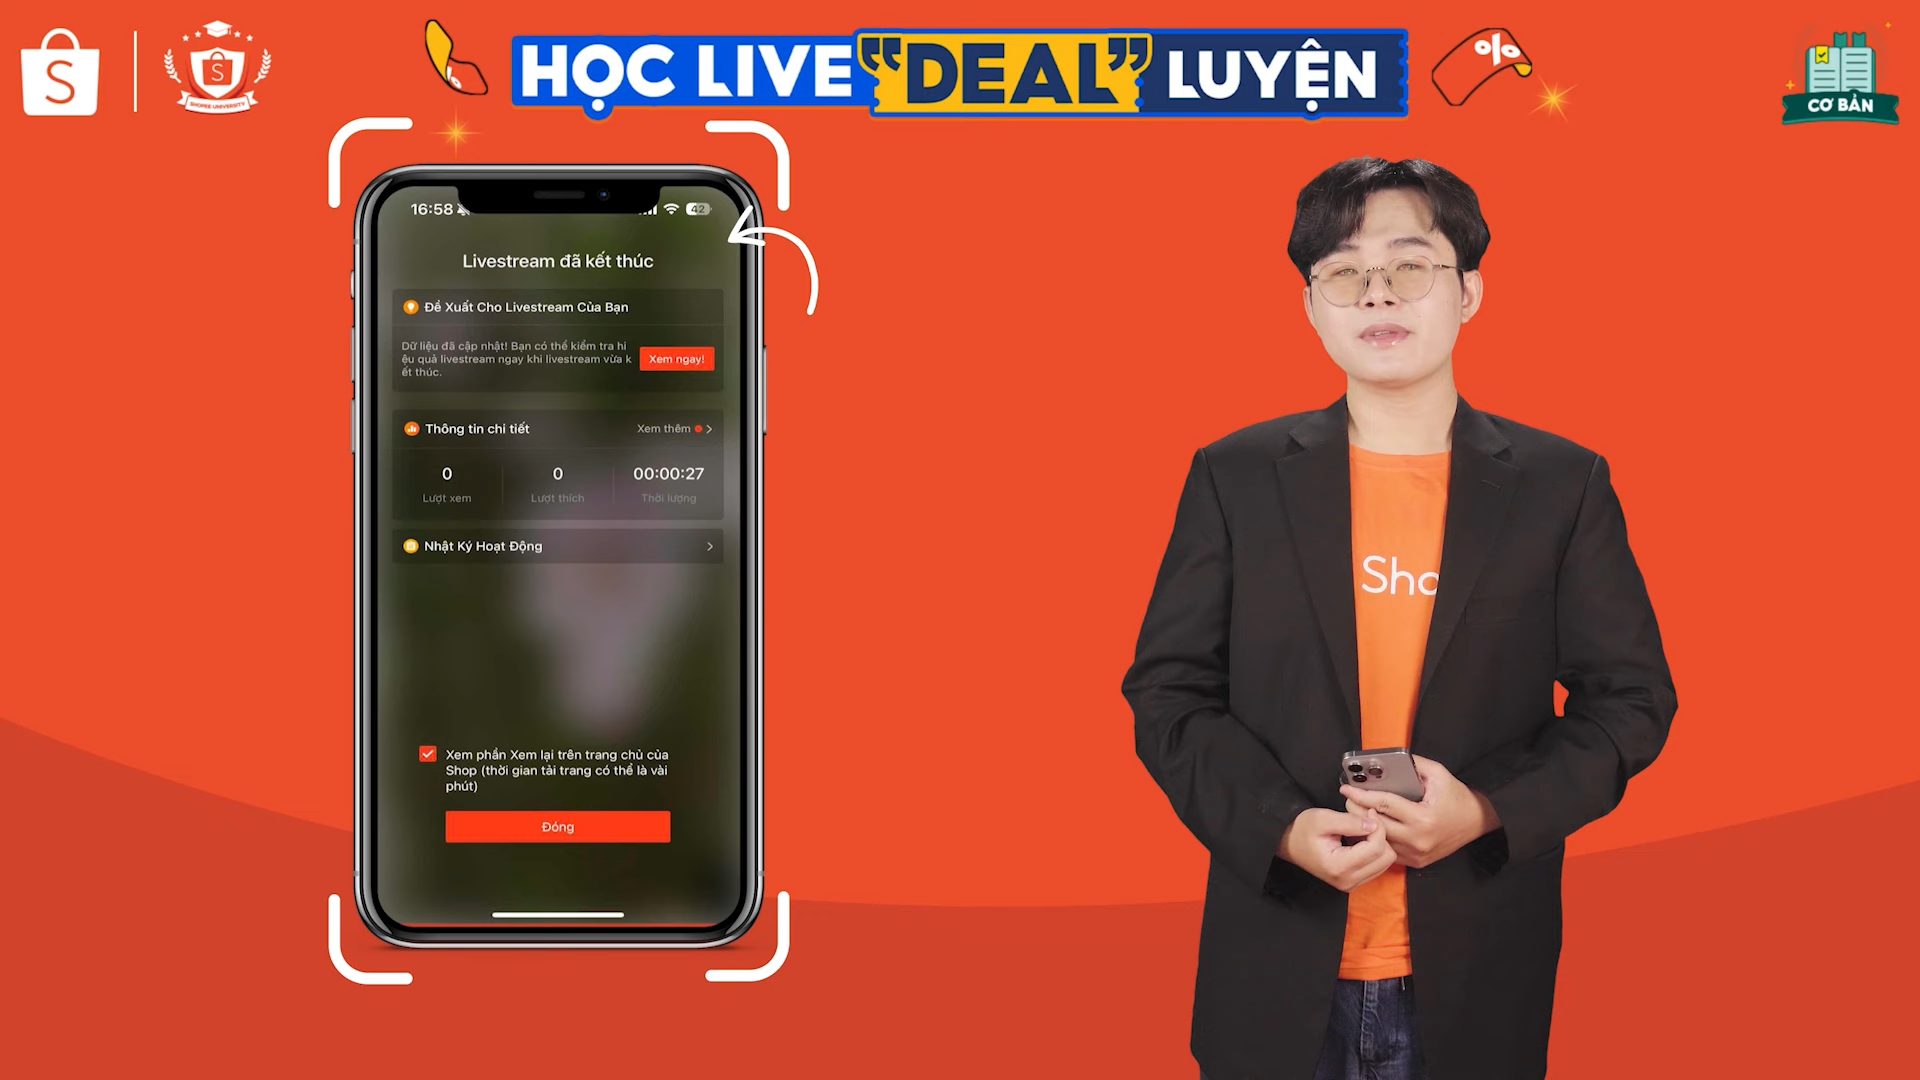 S
S
SHOPEE UNIVERSITY
HỌC LIVE "DEAL" LUYỆN
%
CƠ BẢN
16:58
42
Livestream đã kết thúc
Đề Xuất Cho Livestream Của Bạn
Dữ liệu đã cập nhật! Bạn có thể kiểm tra hi
ệu quả livestream ngay khi livestream vừa k
ết thúc.
Xem ngay!
Thông tin chi tiết
Xem thêm
0
0
00:00:27
Lượt xem
Lượt thích
Thời lượng
Nhật Ký Hoạt Động
Xem phần Xem lại trên trang chủ của
Shop (thời gian tải trang có thể là vài
phút)
Đóng
Sho